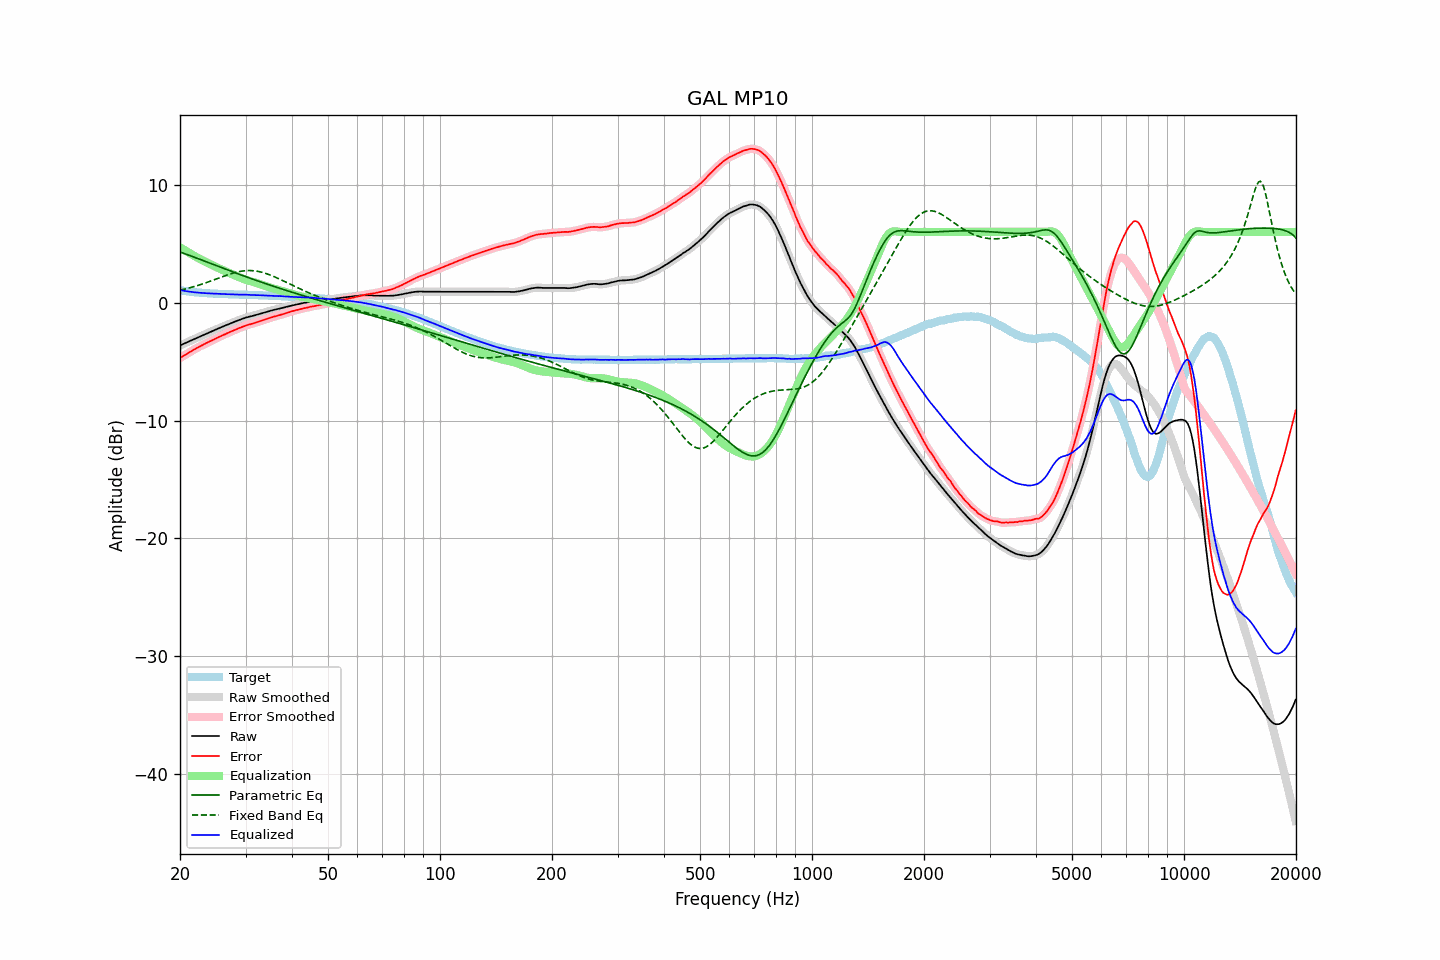 GAL MP10
Amplitude (dBr)
10
0
−10
−20
−30
−40
Target
Raw Smoothed
Error Smoothed
Raw
Error
Equalization
Parametric Eq
Fixed Band Eq
Equalized
20 50 100 200 500 1000 2000 5000 10000 20000
Frequency (Hz)